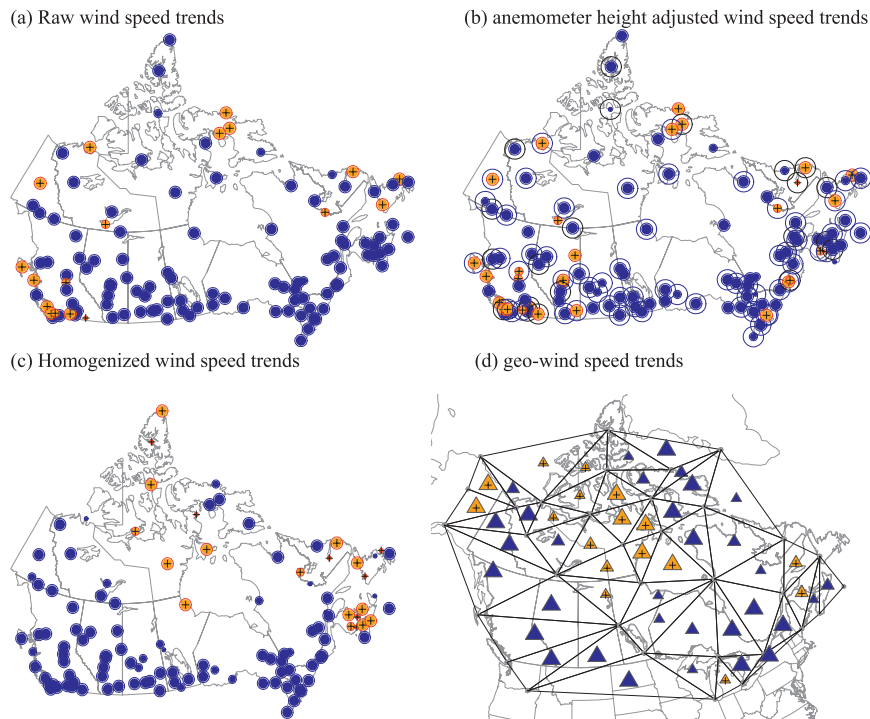 (a) Raw wind speed trends
(b) anemometer height adjusted wind speed trends
(c) Homogenized wind speed trends
(d) geo-wind speed trends